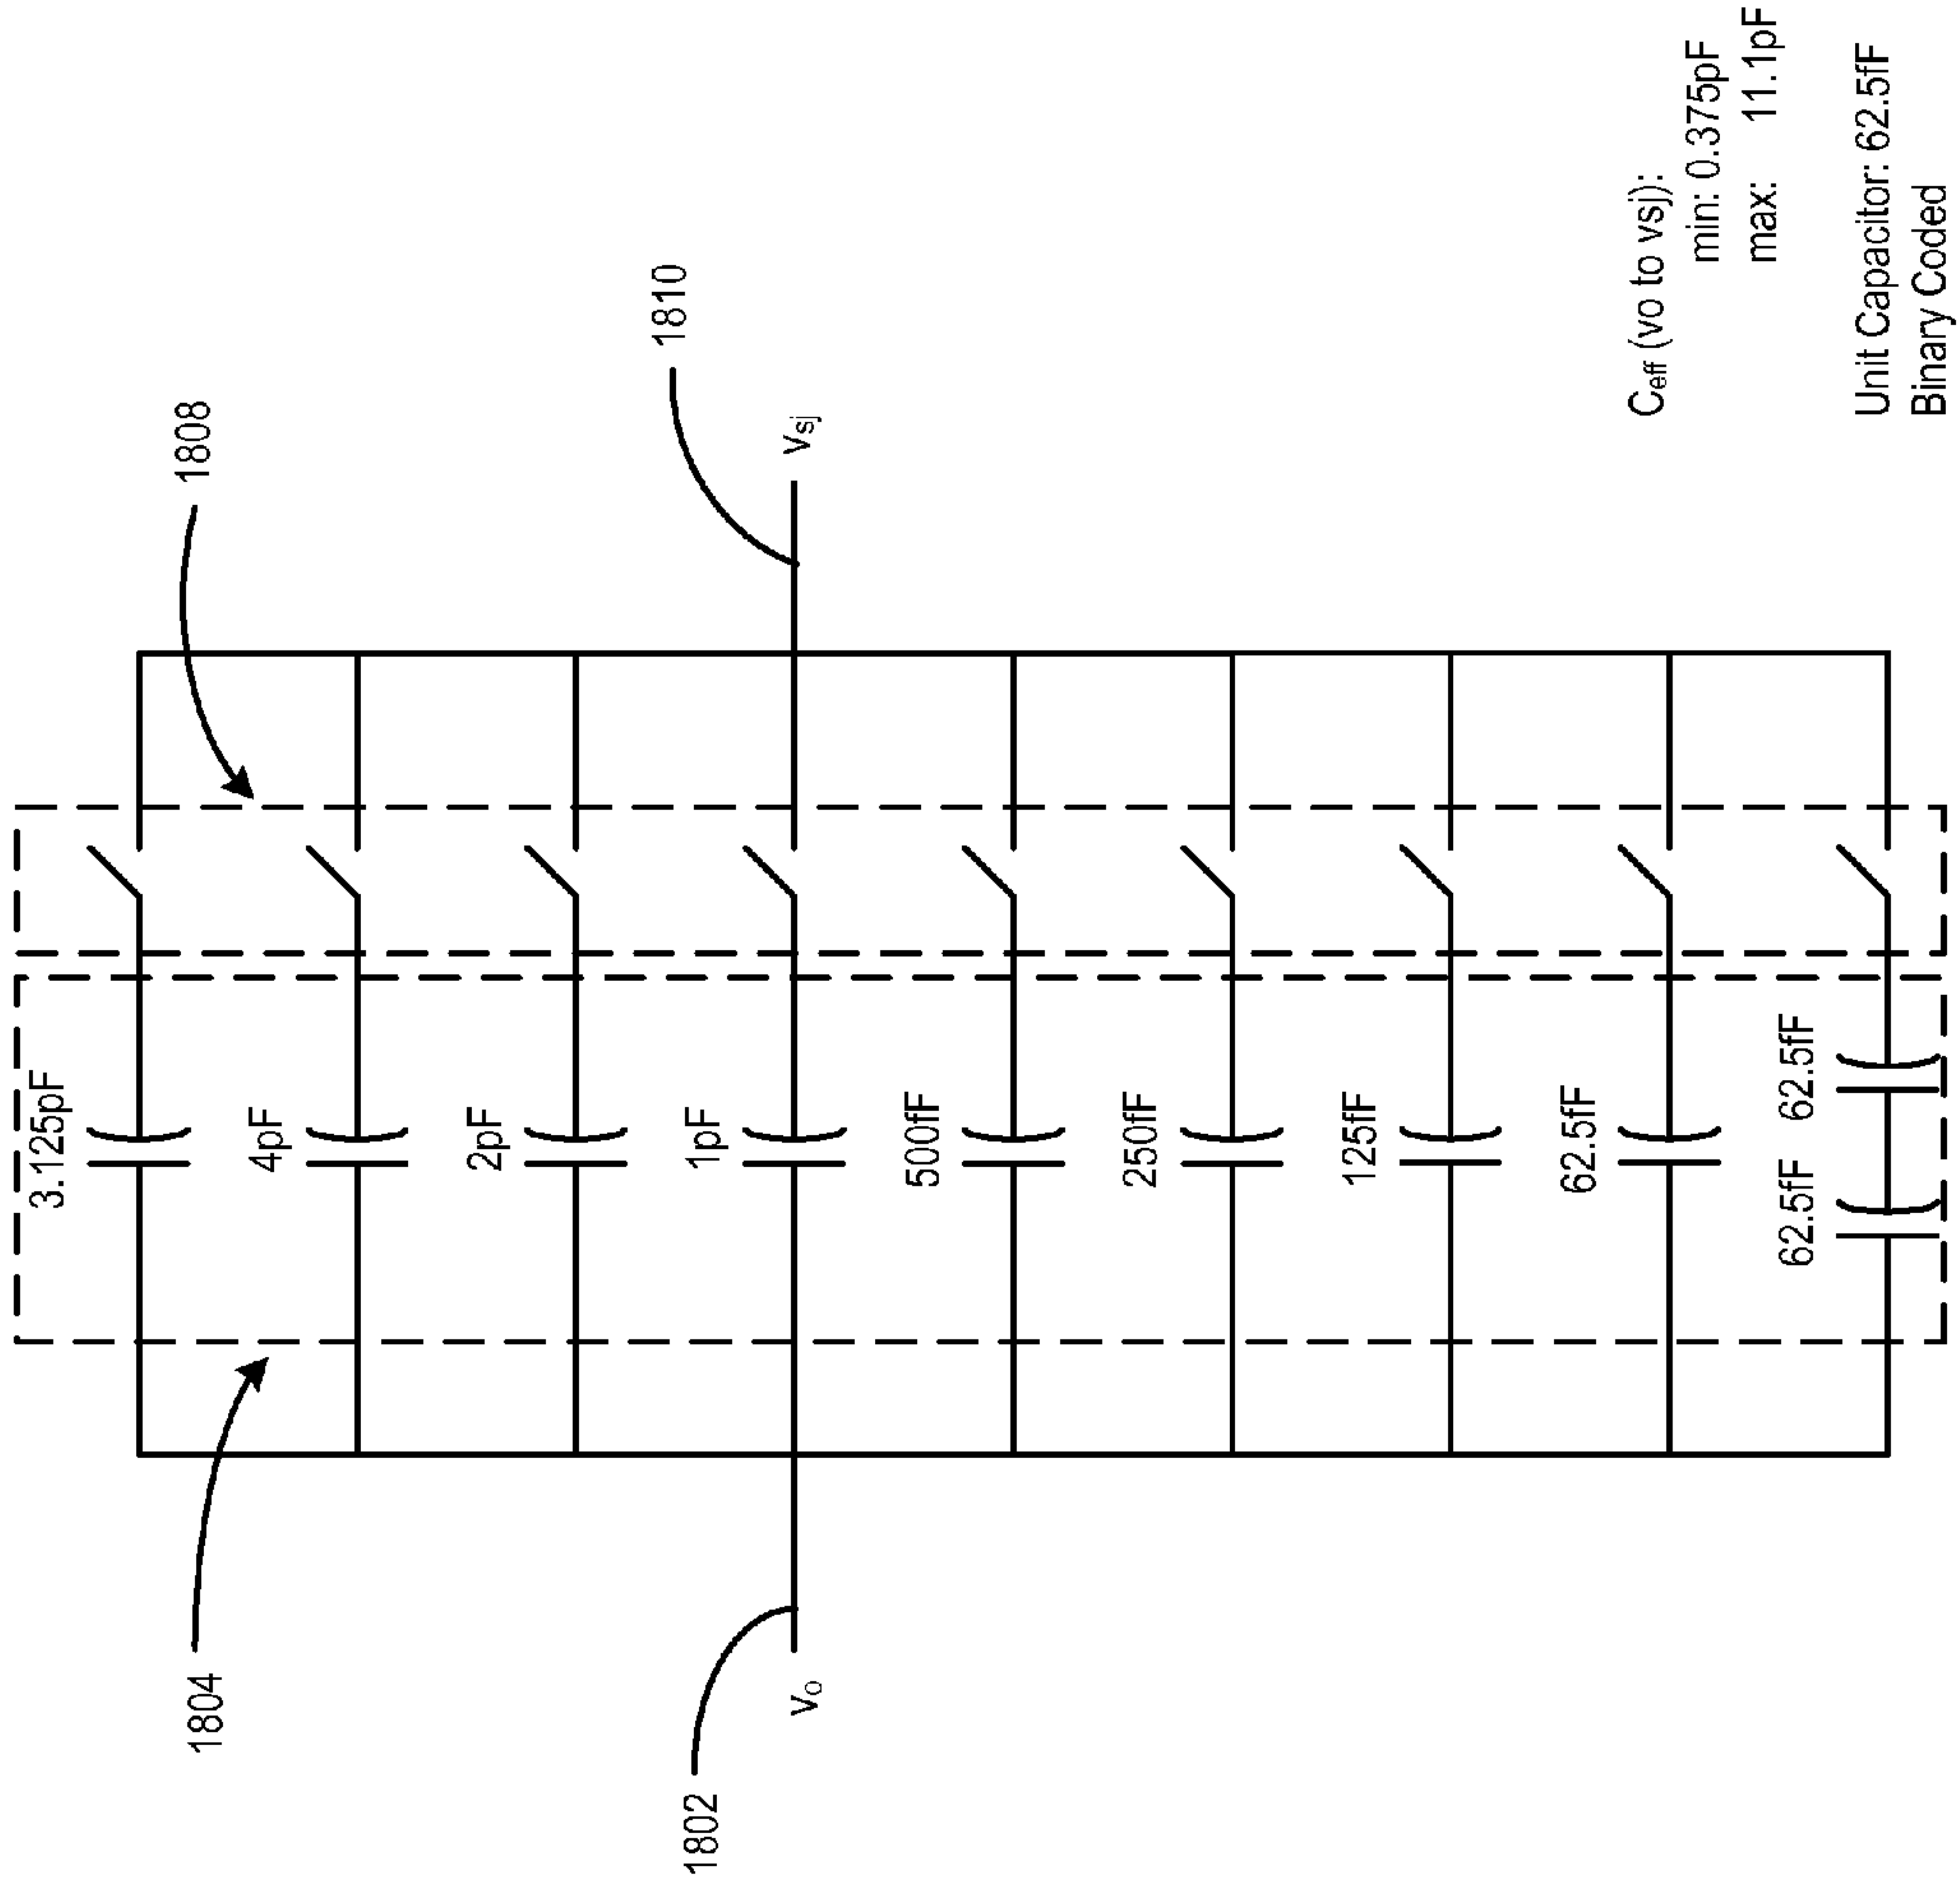 1802
1804
1808
1810
vo
vsj
3.125pF
4pF
2pF
1pF
500fF
250fF
125fF
62.5fF
62.5fF 62.5fF
Ceff (vo to vsj):
min: 0.375pF
max: 11.1pF
Unit Capacitor: 62.5fF
Binary Coded